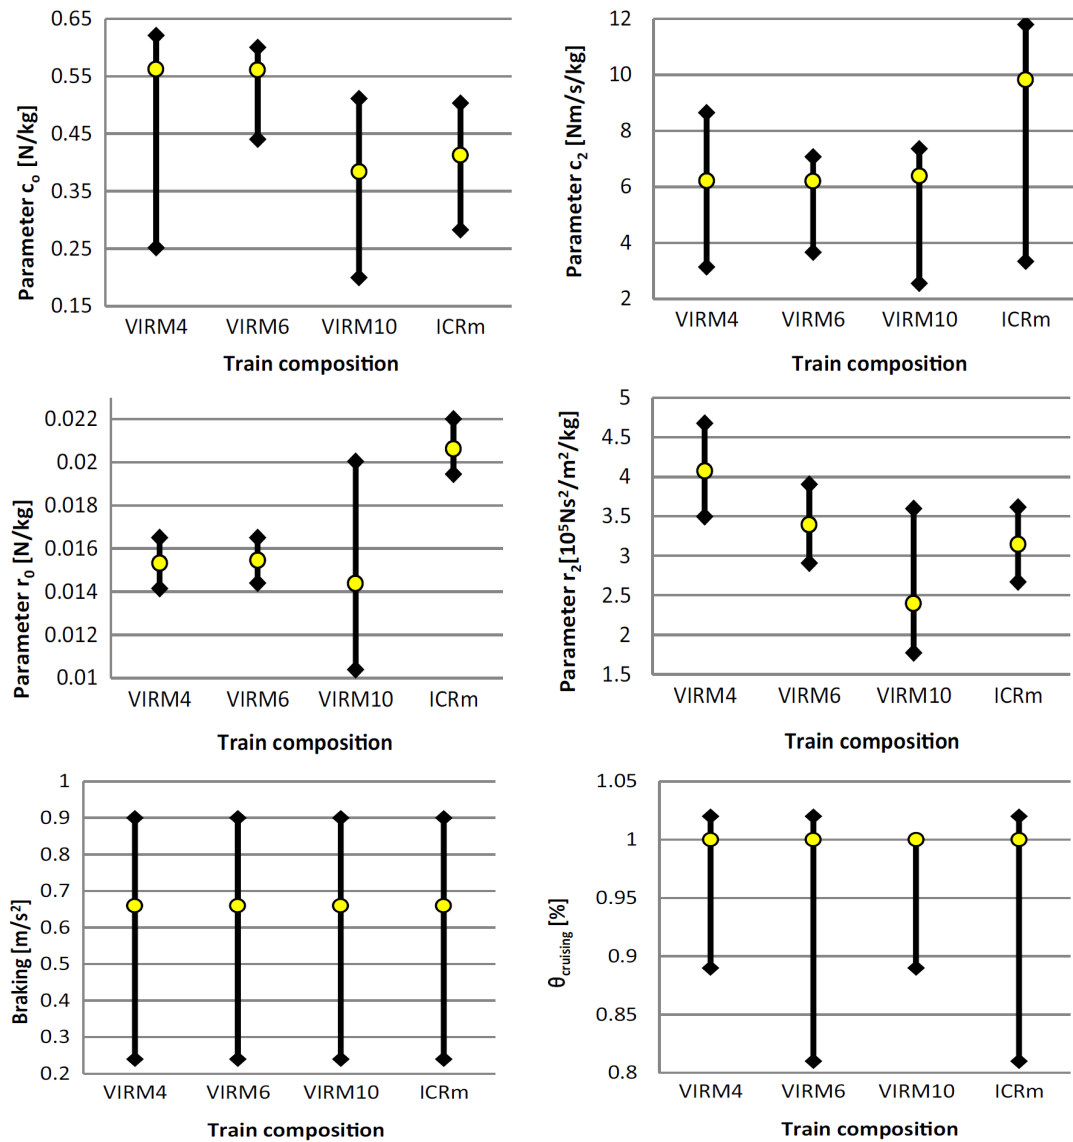 Parameter cₒ [N/kg]
0.65
0.55
0.45
0.35
0.25
0.15
VIRM4 VIRM6 VIRM10 ICRm
Train composition
Parameter c₂ [Nm/s/kg]
12
10
8
6
4
2
VIRM4 VIRM6 VIRM10 ICRm
Train composition
Parameter r₀ [N/kg]
0.022
0.02
0.018
0.016
0.014
0.012
0.01
VIRM4 VIRM6 VIRM10 ICRm
Train composition
Parameter r₂[10⁵Ns²/m²/kg]
5
4.5
4
3.5
3
2.5
2
1.5
VIRM4 VIRM6 VIRM10 ICRm
Train composition
Braking [m/s²]
1
0.9
0.8
0.7
0.6
0.5
0.4
0.3
0.2
VIRM4 VIRM6 VIRM10 ICRm
Train composition
θcruising [%]
1.05
1
0.95
0.9
0.85
0.8
VIRM4 VIRM6 VIRM10 ICRm
Train composition